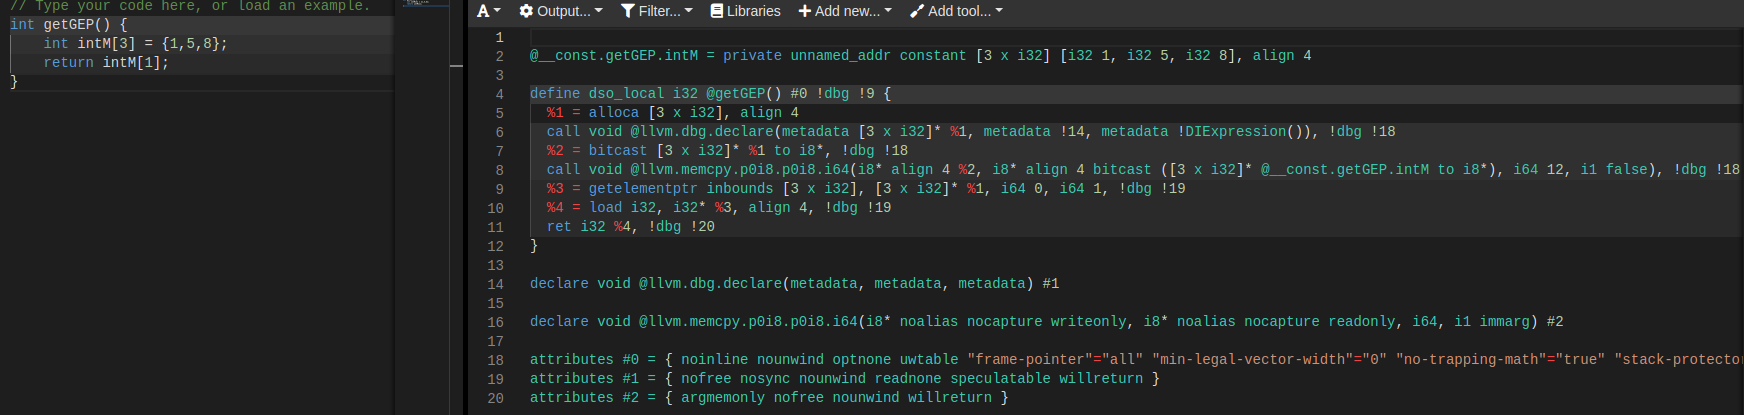 // Type your code here, or load an example.
int getGEP() {
    int intM[3] = {1,5,8};
    return intM[1];
}
A Output... Filter... Libraries Add new... Add tool...
1
2 @__const.getGEP.intM = private unnamed_addr constant [3 x i32] [i32 1, i32 5, i32 8], align 4
3
4 define dso_local i32 @getGEP() #0 !dbg !9 {
5   %1 = alloca [3 x i32], align 4
6   call void @llvm.dbg.declare(metadata [3 x i32]* %1, metadata !14, metadata !DIExpression()), !dbg !18
7   %2 = bitcast [3 x i32]* %1 to i8*, !dbg !18
8   call void @llvm.memcpy.p0i8.p0i8.i64(i8* align 4 %2, i8* align 4 bitcast ([3 x i32]* @__const.getGEP.intM to i8*), i64 12, i1 false), !dbg !18
9   %3 = getelementptr inbounds [3 x i32], [3 x i32]* %1, i64 0, i64 1, !dbg !19
10   %4 = load i32, i32* %3, align 4, !dbg !19
11   ret i32 %4, !dbg !20
12 }
13
14 declare void @llvm.dbg.declare(metadata, metadata, metadata) #1
15
16 declare void @llvm.memcpy.p0i8.p0i8.i64(i8* noalias nocapture writeonly, i8* noalias nocapture readonly, i64, i1 immarg) #2
17
18 attributes #0 = { noinline nounwind optnone uwtable "frame-pointer"="all" "min-legal-vector-width"="0" "no-trapping-math"="true" "stack-protecto
19 attributes #1 = { nofree nosync nounwind readnone speculatable willreturn }
20 attributes #2 = { argmemonly nofree nounwind willreturn }